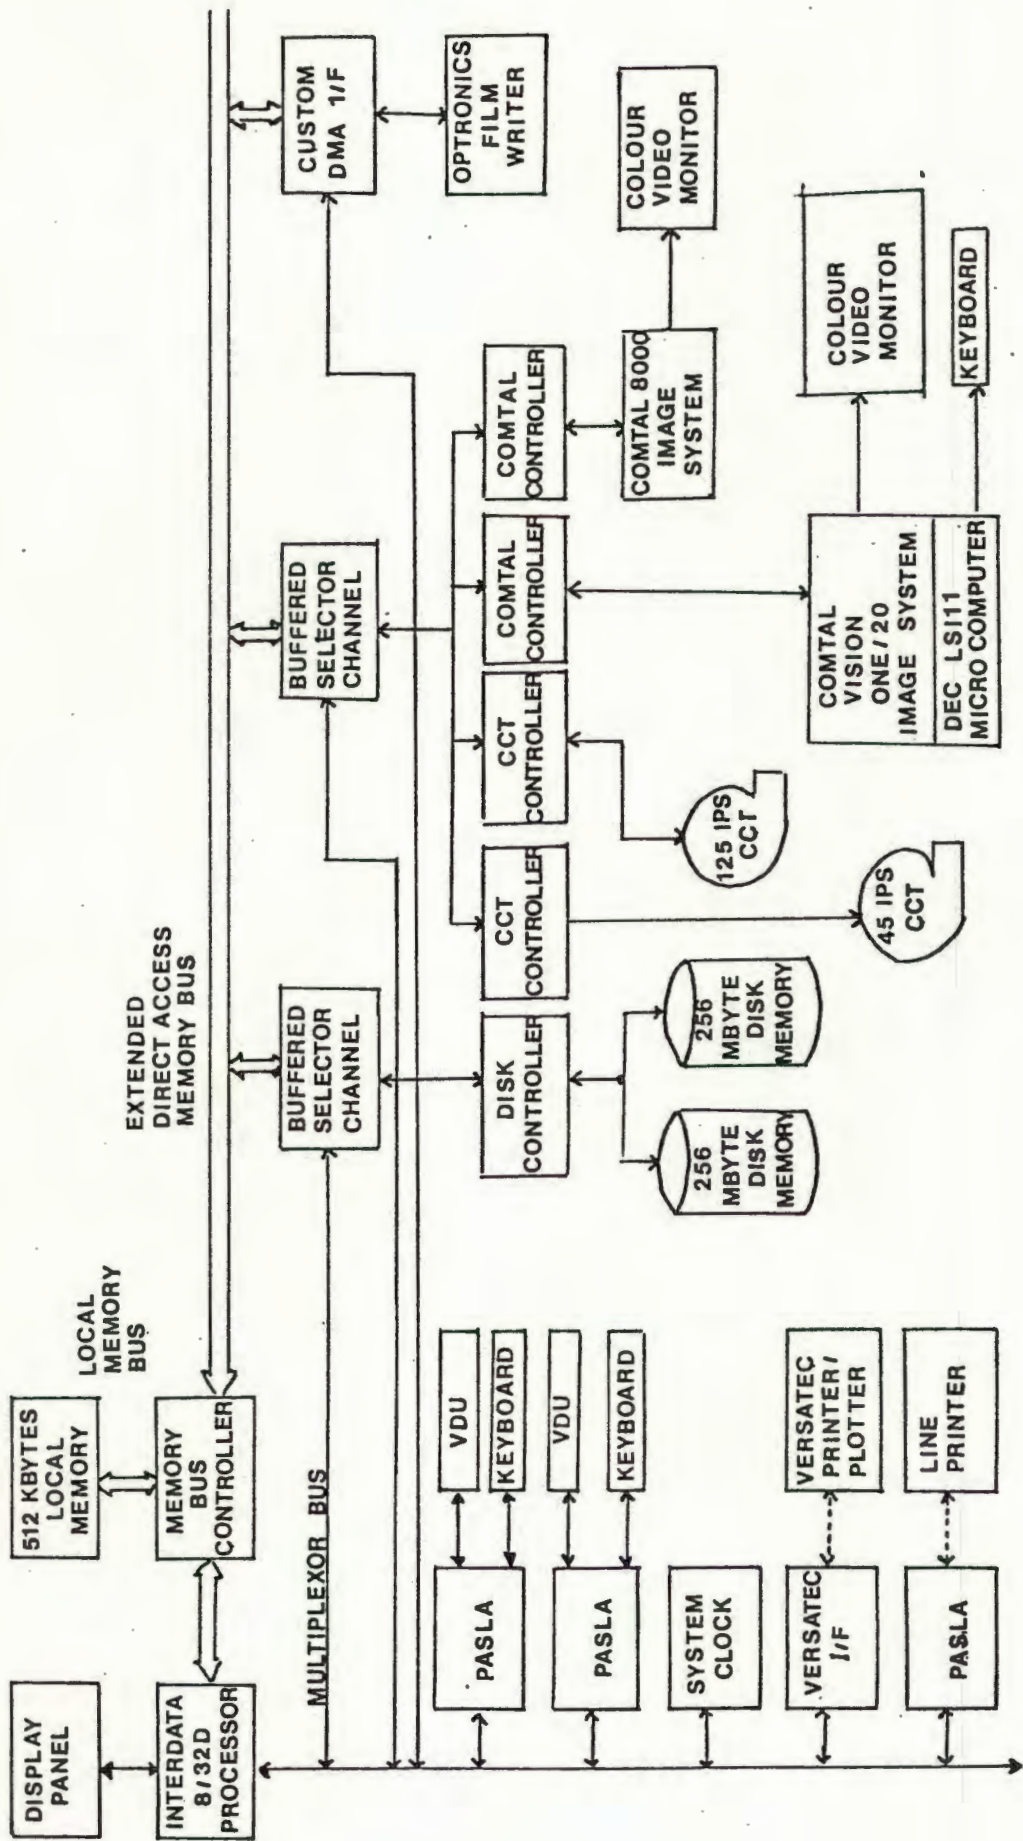 DISPLAY
PANEL
512 KBYTES
LOCAL
MEMORY
LOCAL
MEMORY
BUS
EXTENDED
DIRECT ACCESS
MEMORY BUS
INTERDATA
8/32D
PROCESSOR
MEMORY
BUS
CONTROLLER
MULTIPLEXOR BUS
BUFFERED
SELECTOR
CHANNEL
BUFFERED
SELECTOR
CHANNEL
CUSTOM
DMA 1/F
OPTRONICS
FILM
WRITER
PASLA
VDU
KEYBOARD
PASLA
VDU
KEYBOARD
SYSTEM
CLOCK
VERSATEC
I/F
VERSATEC
PRINTER/
PLOTTER
PASLA
LINE
PRINTER
DISK
CONTROLLER
CCT
CONTROLLER
CCT
CONTROLLER
COMTAL
CONTROLLER
COMTAL
CONTROLLER
256
MBYTE
DISK
MEMORY
256
MBYTE
DISK
MEMORY
45 IPS
CCT
125 IPS
CCT
COMTAL 8000
IMAGE
SYSTEM
COLOUR
VIDEO
MONITOR
COMTAL
VISION
ONE/20
IMAGE SYSTEM
DEC LSI11
MICRO COMPUTER
COLOUR
VIDEO
MONITOR
KEYBOARD